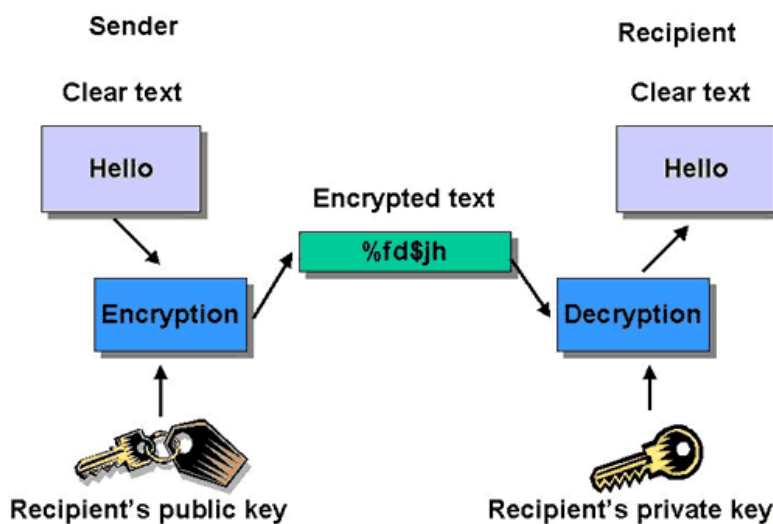 Sender
Recipient
Clear text
Clear text
Hello
Hello
Encrypted text
%fd$jh
Encryption
Decryption
Recipient's public key
Recipient's private key